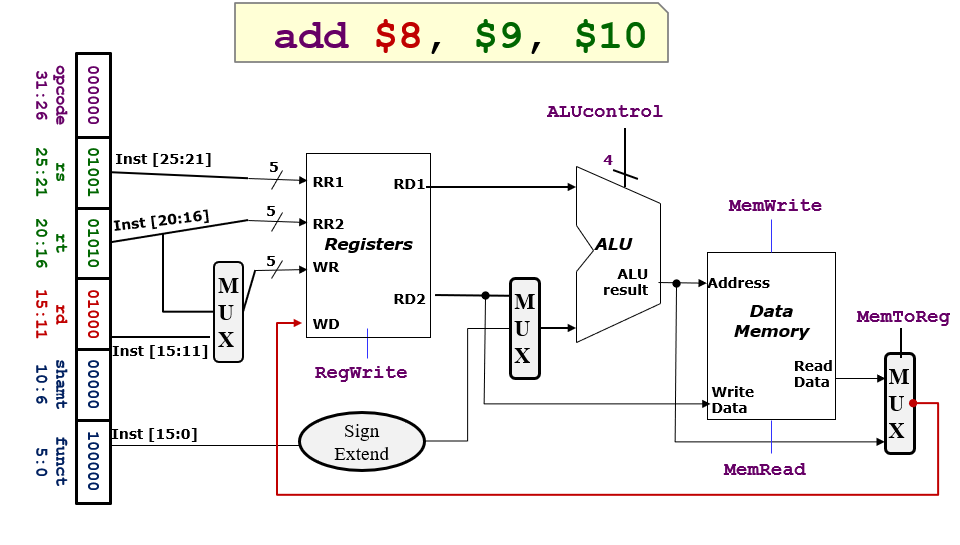 add $8, $9, $10
opcode
31:26
000000
rs
25:21
01001
rt
20:16
01010
rd
15:11
01000
shamt
10:6
00000
funct
5:0
100000
Inst [25:21]
Inst [20:16]
Inst [15:11]
Inst [15:0]
5
5
5
MUX
RR1
RR2
WR
WD
Registers
RD1
RD2
RegWrite
Sign
Extend
MUX
ALUcontrol
4
ALU
ALU
result
MemWrite
Address
Data
Memory
Read
Data
Write
Data
MemRead
MemToReg
MUX